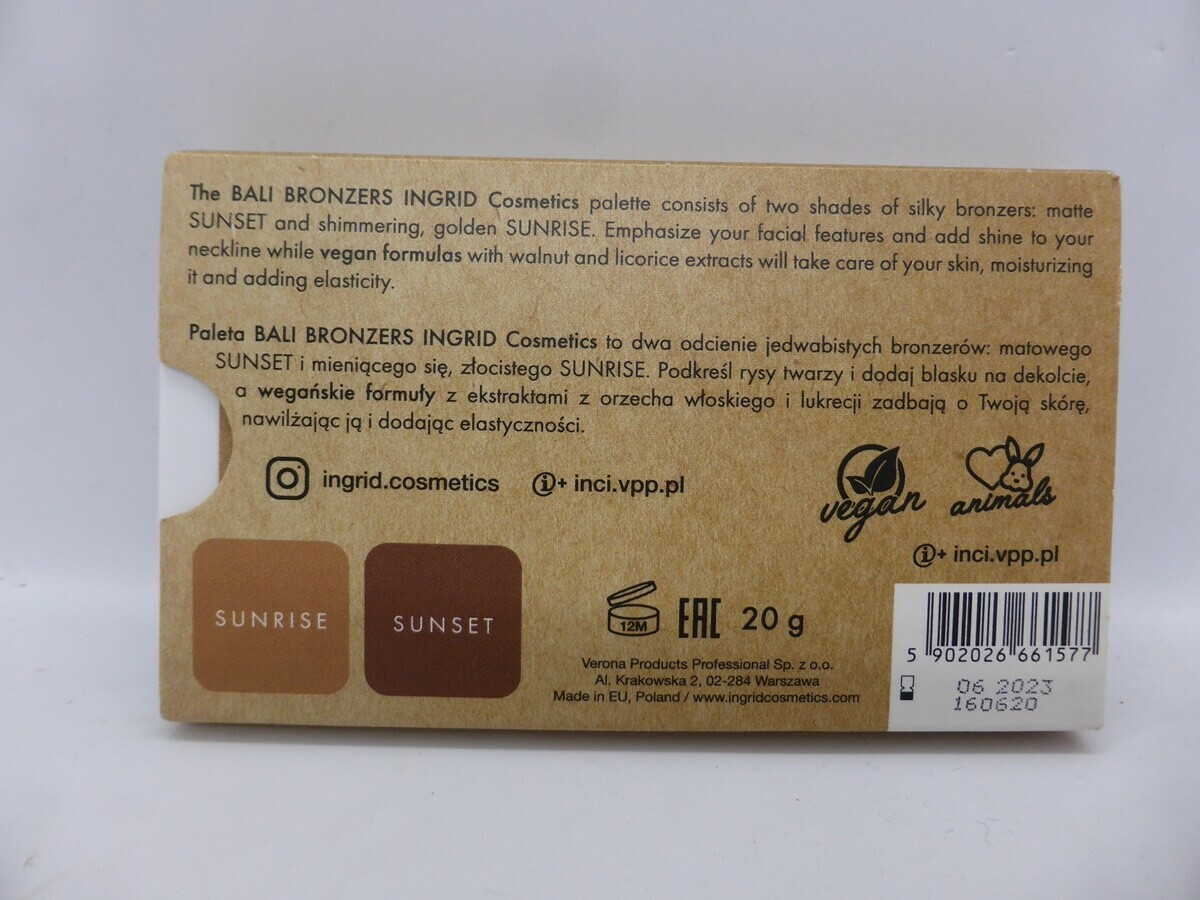 The BALI BRONZERS INGRID Cosmetics palette consists of two shades of silky bronzers: matte
SUNSET and shimmering, golden SUNRISE. Emphasize your facial features and add shine to your
neckline while vegan formulas with walnut and licorice extracts will take care of your skin, moisturizing
it and adding elasticity.
Paleta BALI BRONZERS INGRID Cosmetics to dwa odcienie jedwabistych bronzerów: matowego
SUNSET i mieniącego się, złocistego SUNRISE. Podkreśl rysy twarzy i dodaj blasku na dekolcie,
a wegańskie formuły z ekstraktami z orzecha włoskiego i lukrecji zadbają o Twoją skórę,
nawilżając ją i dodając elastyczności.
ingrid.cosmetics i+ inci.vpp.pl
vegan animals
i+ inci.vpp.pl
SUNRISE SUNSET
12M EAC 20 g
Verona Products Professional Sp. z o.o.
Al. Krakowska 2, 02-284 Warszawa
Made in EU, Poland / www.ingridcosmetics.com
5 902026 661577
06 2023
160620